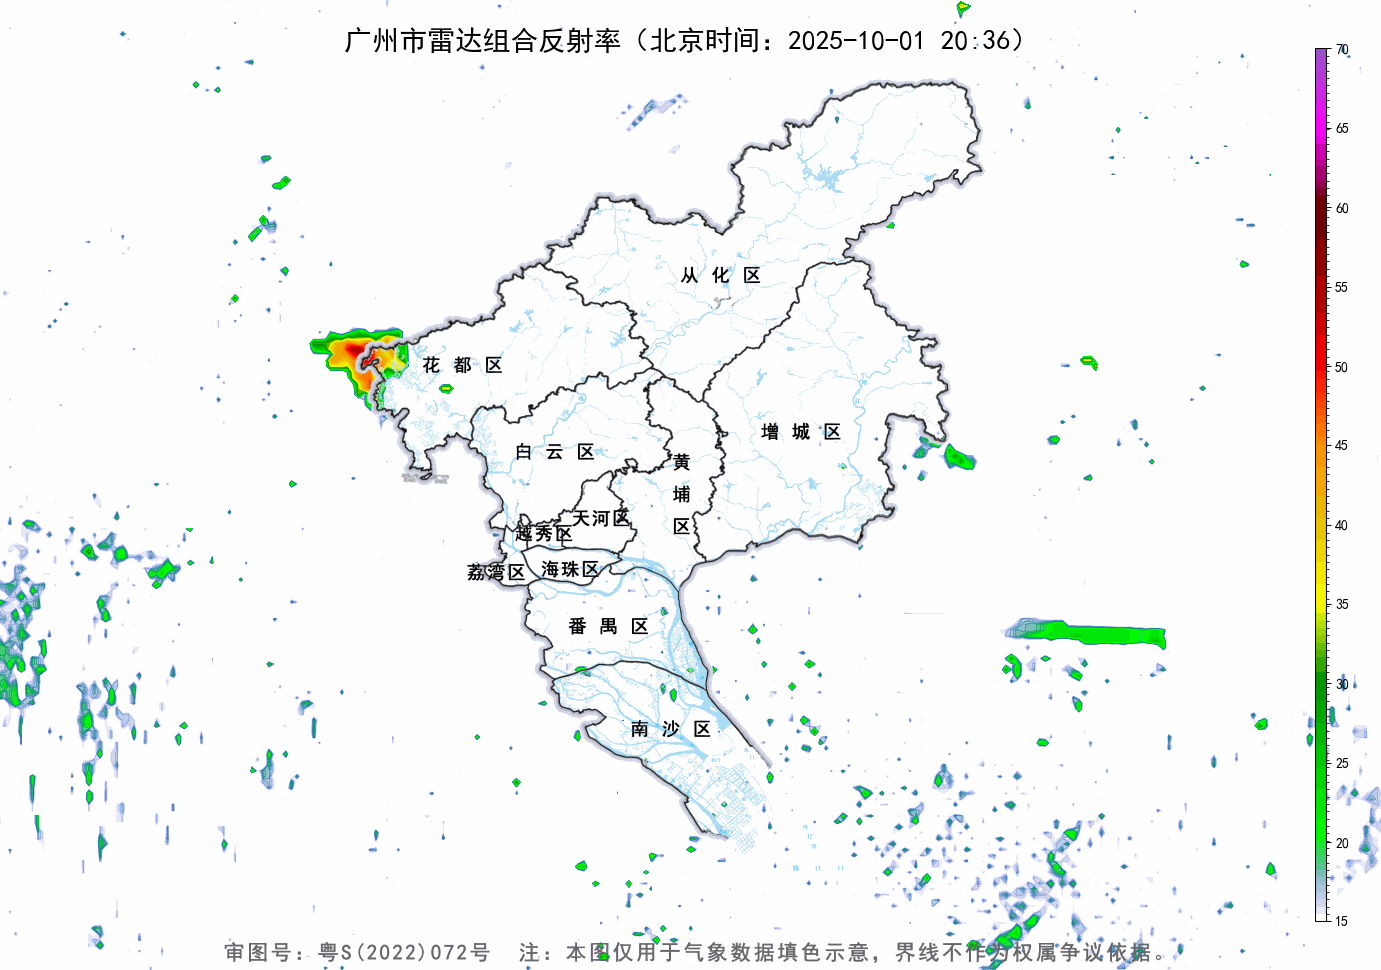 广州市雷达组合反射率（北京时间：2025-10-01 20:36）
70
65
60
55
50
45
40
35
30
25
20
15
从化区
花都区
增城区
白云区
黄埔区
天河区
越秀区
荔湾区
海珠区
番禺区
南沙区
审图号：粤S(2022)072号 注：本图仅用于气象数据填色示意，界线不作为权属争议依据。